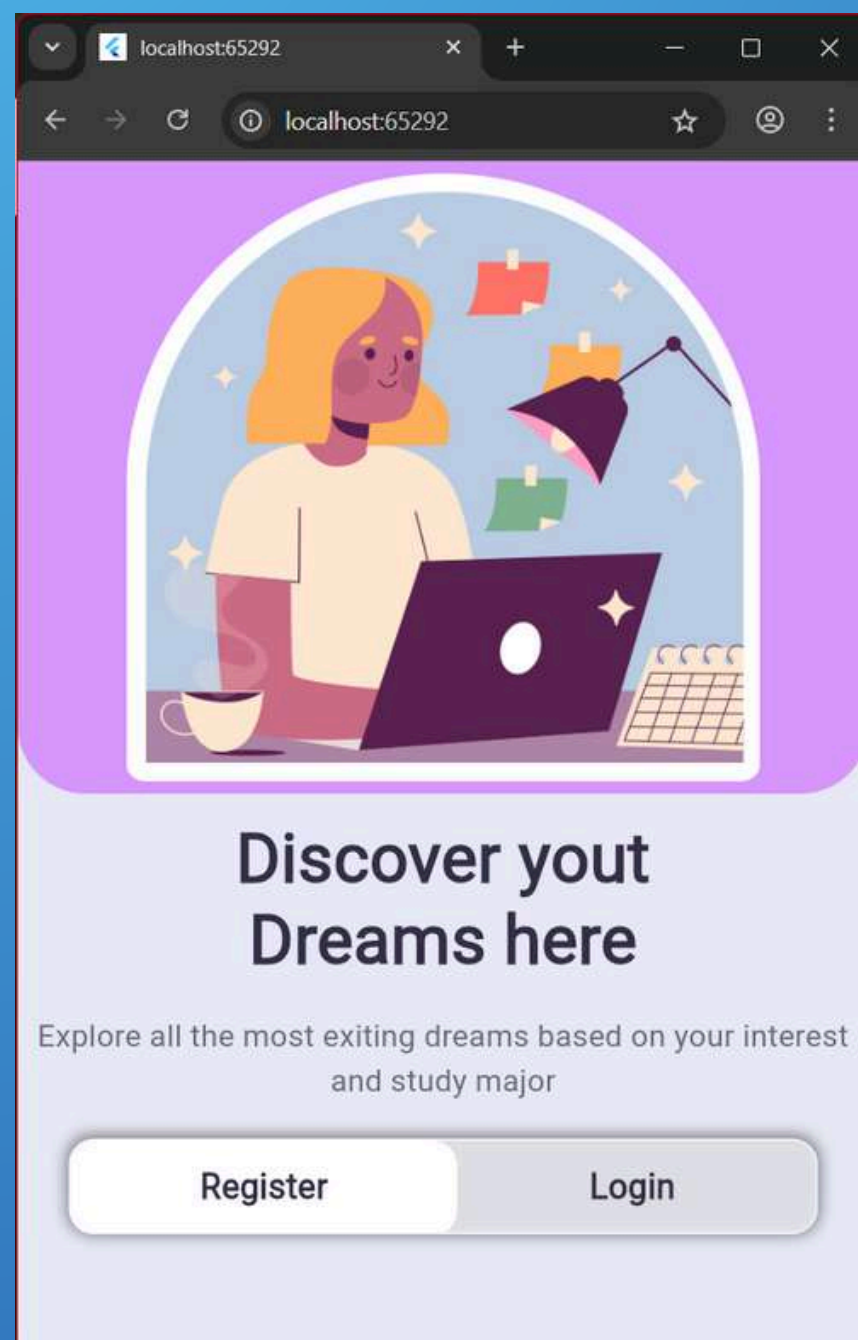 localhost:65292
localhost:65292
Discover yout
Dreams here
Explore all the most exiting dreams based on your interest
and study major
Register
Login